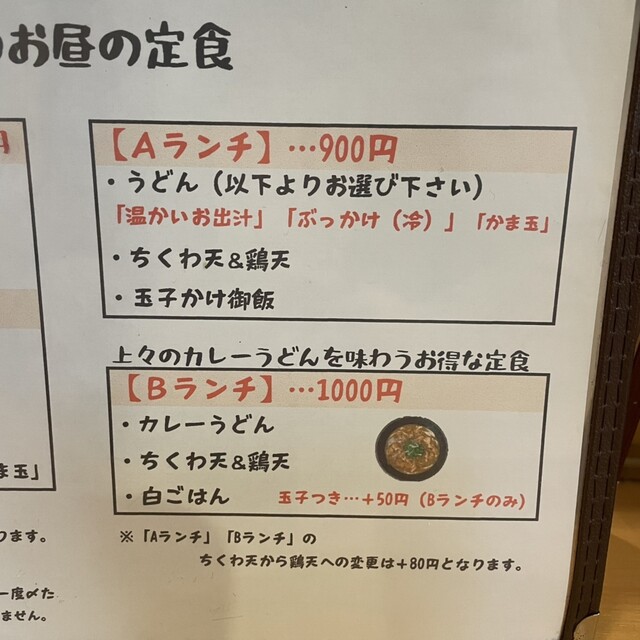 お昼の定食
円
【Aランチ】…900円
・うどん（以下よりお選び下さい）
「温かいお出汁」「ぶっかけ（冷）」「かま玉」
・ちくわ天&鶏天
・玉子かけ御飯
上々のカレーうどんを味わうお得な定食
【Bランチ】…1000円
・カレーうどん
・ちくわ天&鶏天
・白ごはん 玉子つき…+50円（Bランチのみ）
ま玉」
※「Aランチ」「Bランチ」の
ちくわ天から鶏天への変更は+80円となります。
ります。
一度〆た
ません。